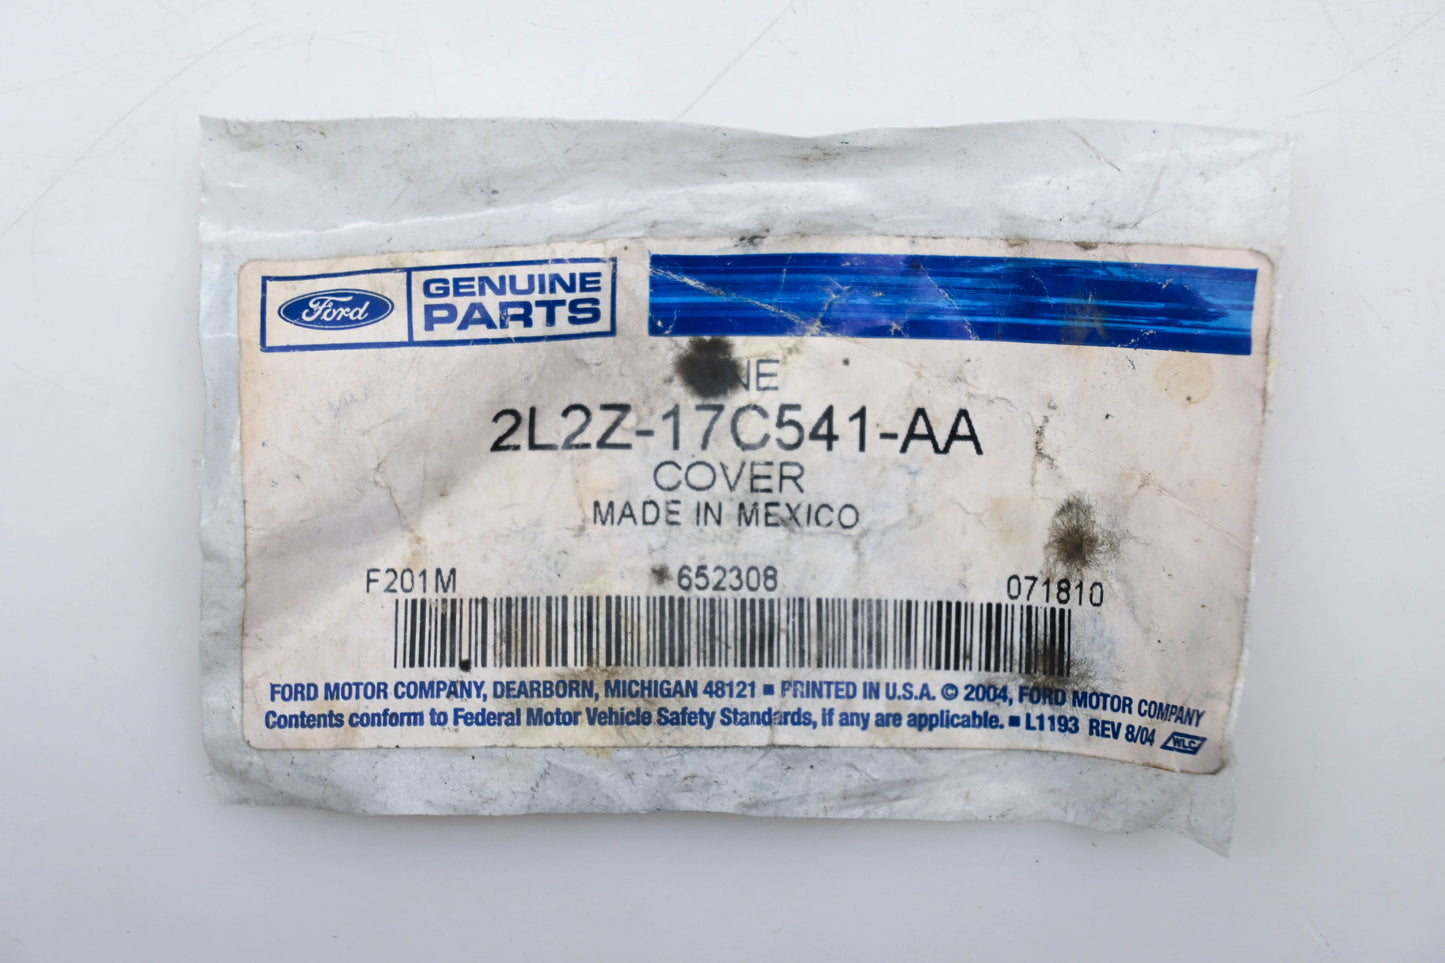 Ford
GENUINE
PARTS
NE
2L2Z-17C541-AA
COVER
MADE IN MEXICO
F201M 652308 071810
FORD MOTOR COMPANY, DEARBORN, MICHIGAN 48121 ▪ PRINTED IN U.S.A. © 2004, FORD MOTOR COMPANY
Contents conform to Federal Motor Vehicle Safety Standards, if any are applicable. ▪ L1193 REV 8/04 WLC